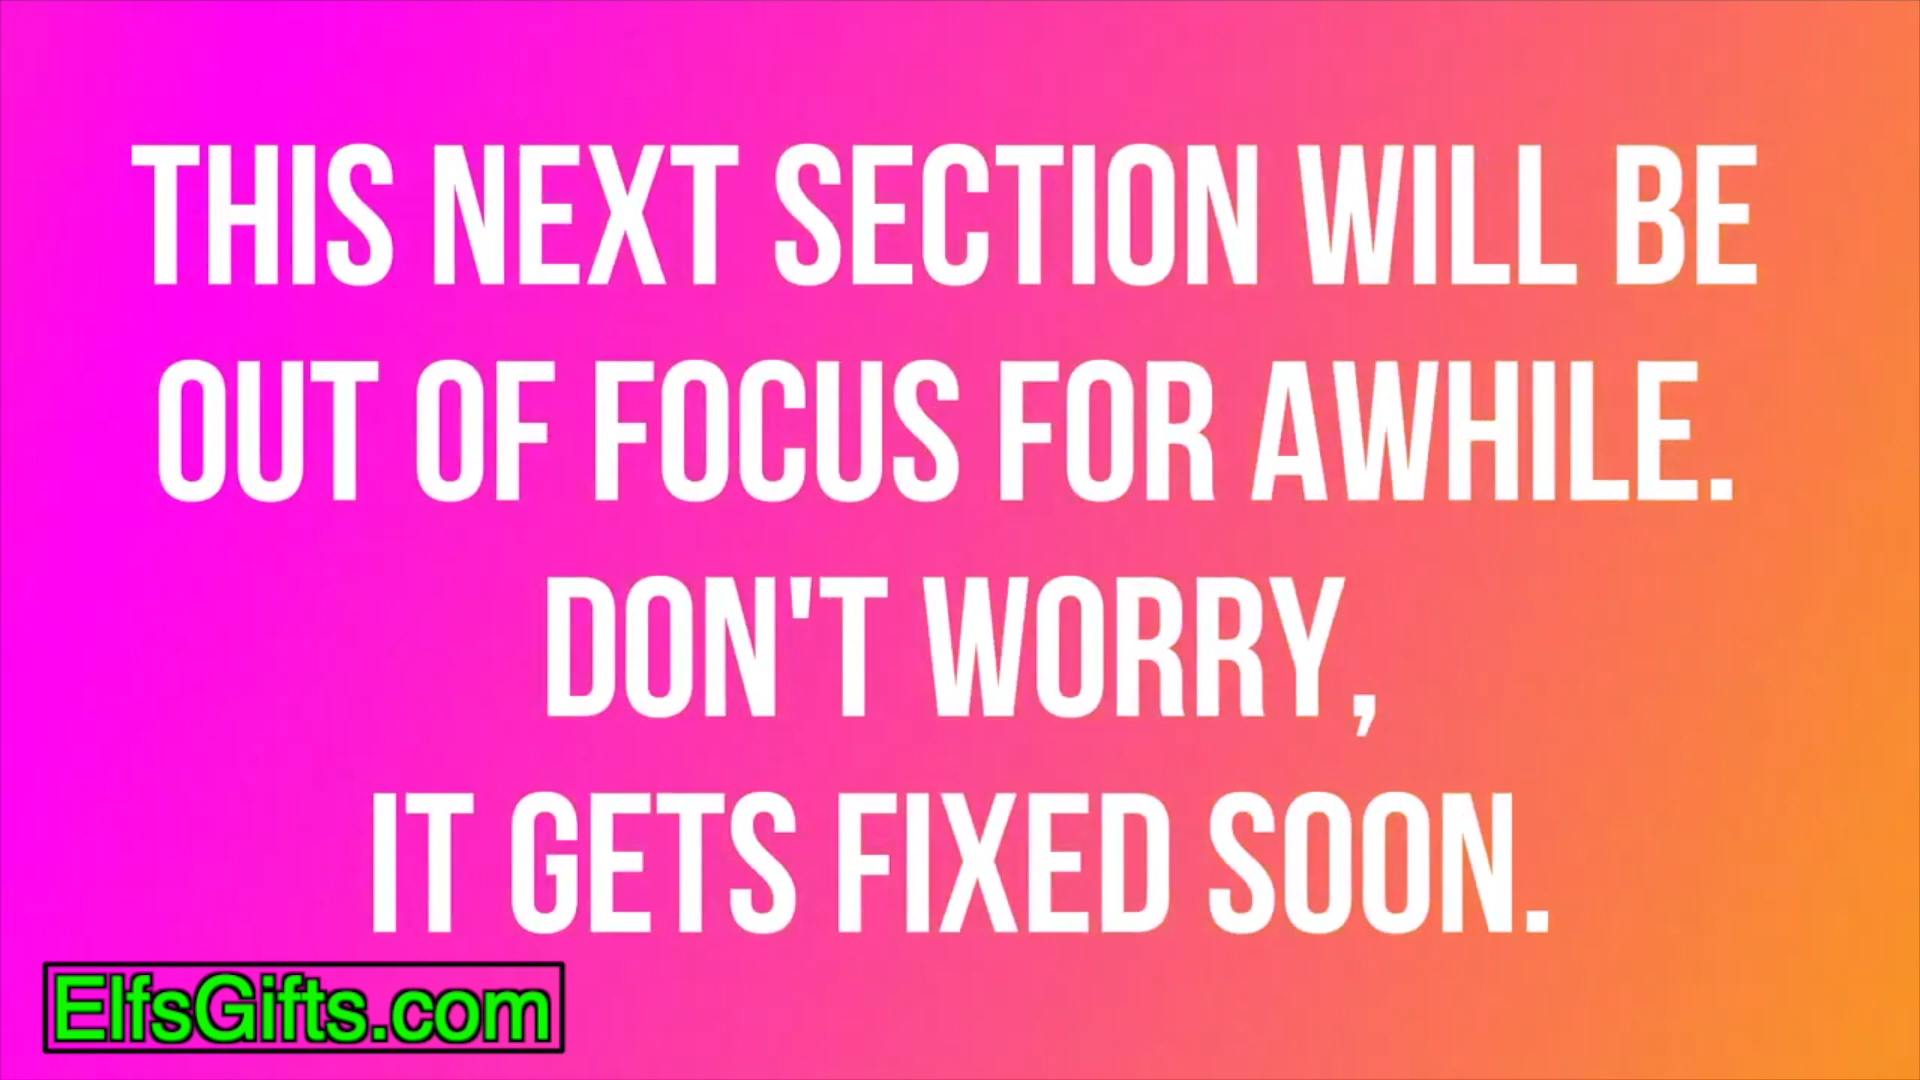 THIS NEXT SECTION WILL BE
OUT OF FOCUS FOR AWHILE.
DON'T WORRY,
IT GETS FIXED SOON.
ElfsGifts.com